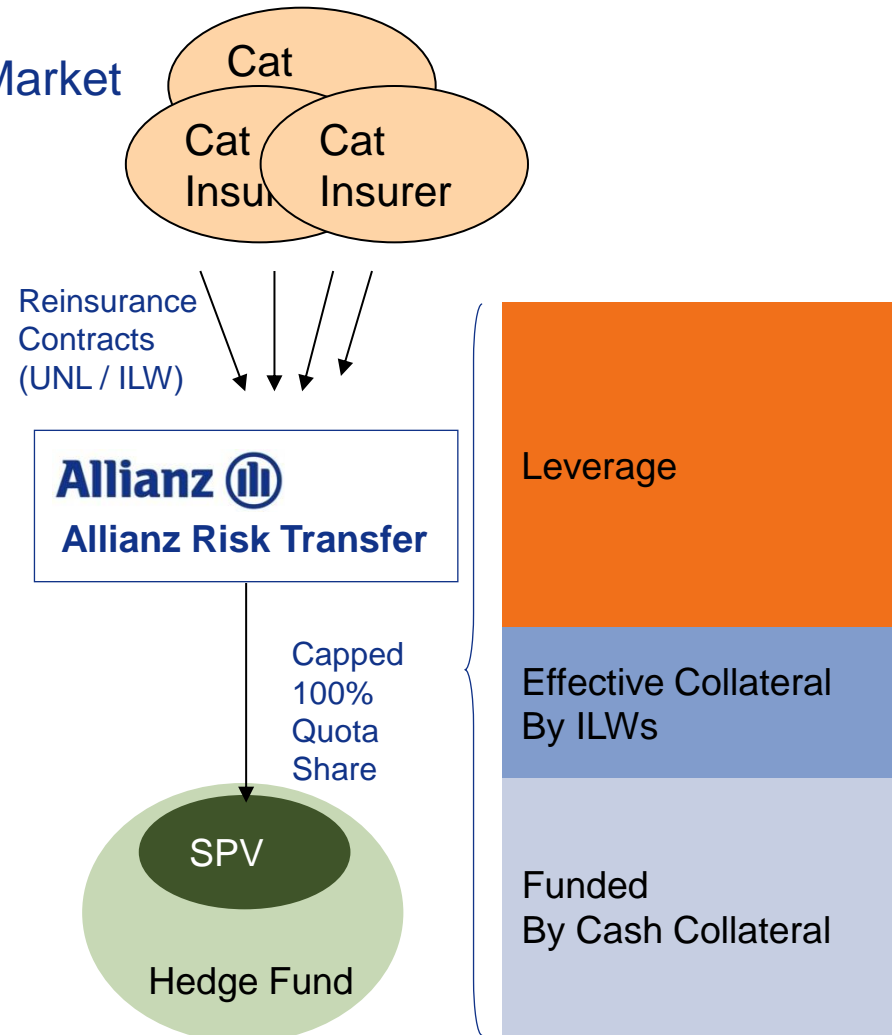 Market
Cat
Cat
Cat
Insurer
Reinsurance
Contracts
(UNL / ILW)
Allianz
Allianz Risk Transfer
Leverage
Capped
100%
Quota
Share
Effective Collateral
By ILWs
SPV
Hedge Fund
Funded
By Cash Collateral